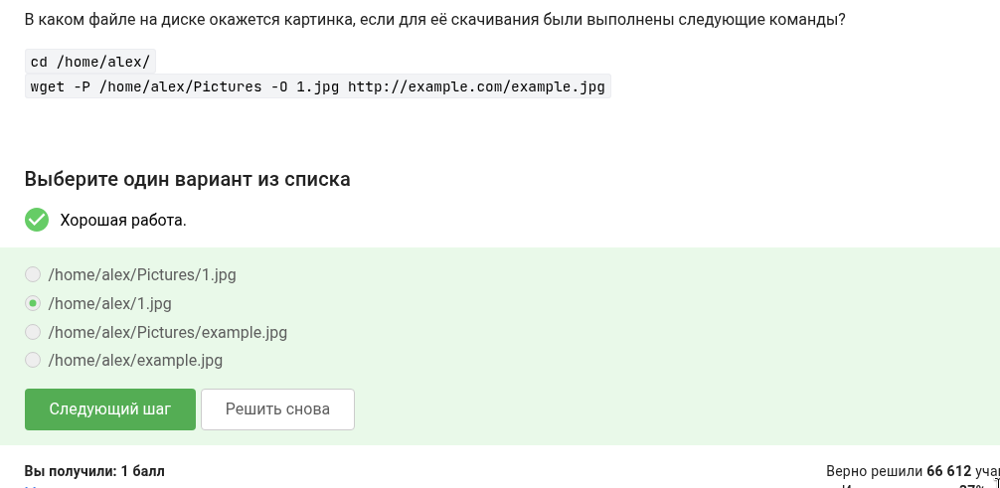 В каком файле на диске окажется картинка, если для её скачивания были выполнены следующие команды?
cd /home/alex/
wget -P /home/alex/Pictures -O 1.jpg http://example.com/example.jpg
Выберите один вариант из списка
Хорошая работа.
/home/alex/Pictures/1.jpg
/home/alex/1.jpg
/home/alex/Pictures/example.jpg
/home/alex/example.jpg
Следующий шаг
Решить снова
Вы получили: 1 балл
Верно решили 66 612